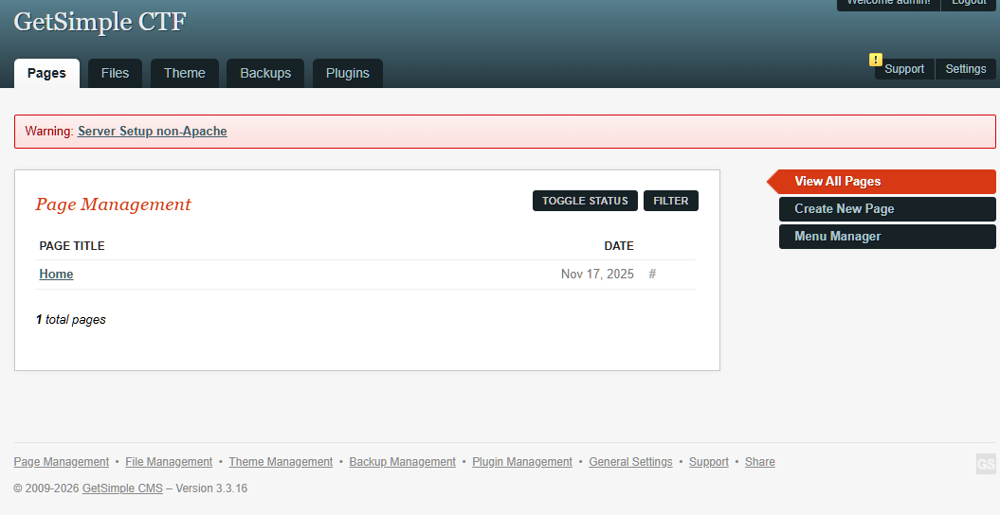 Welcome admin! Logout
GetSimple CTF
Pages Files Theme Backups Plugins ! Support Settings
Warning: Server Setup non-Apache
Page Management TOGGLE STATUS FILTER
PAGE TITLE DATE
Home Nov 17, 2025 #
1 total pages
View All Pages
Create New Page
Menu Manager
Page Management • File Management • Theme Management • Backup Management • Plugin Management • General Settings • Support • Share
GS
© 2009-2026 GetSimple CMS – Version 3.3.16